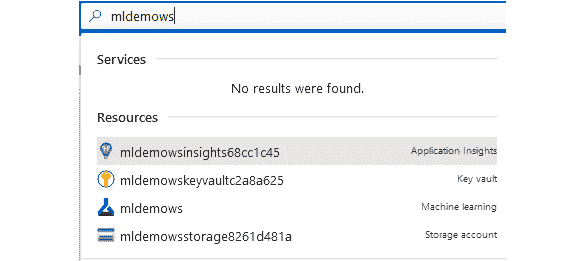 mldemows
Services
No results were found.
Resources
mldemowsinsights68cc1c45 Application Insights
mldemowskeyvaultc2a8a625 Key vault
mldemows Machine learning
mldemowsstorage8261d481a Storage account